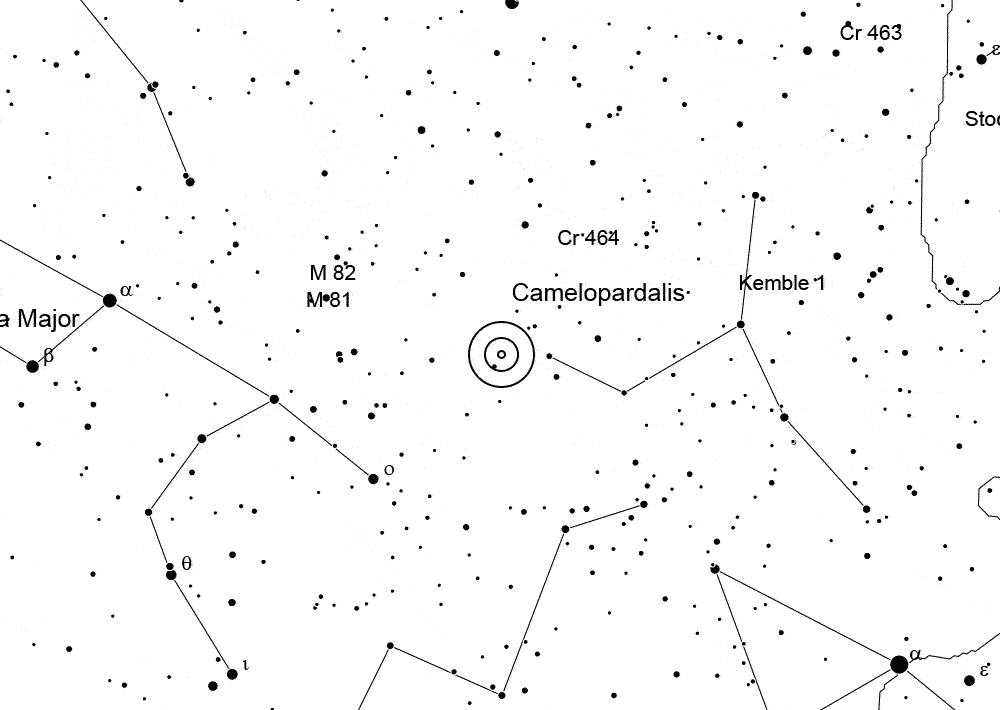 Cr 463
ε
Stoc
Cr 464
M 82
Kemble 1
α
M 81
Camelopardalis
a Major
β
ο
θ
α
ι
ε